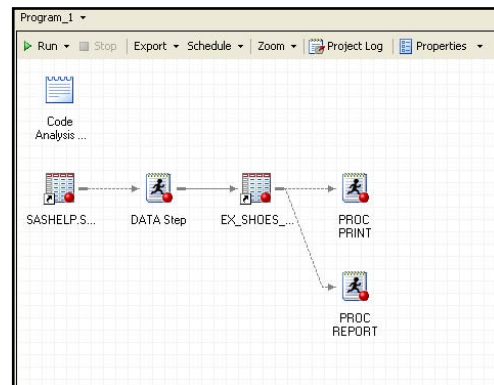 Program_1
Run Stop Export Schedule Zoom Project Log Properties
Code
Analysis ...
SASHELP.S... DATA Step EX_SHOES_... PROC
PRINT
PROC
REPORT